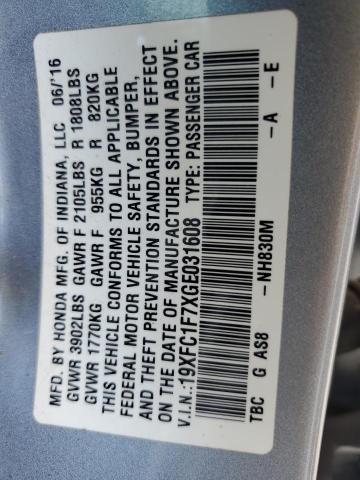 MFD. BY HONDA MFG. OF INDIANA, LLC 06/'16
GVWR 3902LBS GAWR F 2105LBS R 1808LBS
GVWR 1770KG GAWR F 955KG R 820KG
THIS VEHICLE CONFORMS TO ALL APPLICABLE
FEDERAL MOTOR VEHICLE SAFETY, BUMPER,
AND THEFT PREVENTION STANDARDS IN EFFECT
ON THE DATE OF MANUFACTURE SHOWN ABOVE.
V.I.N.:19XFC1F7XGE031608 TYPE: PASSENGER CAR
TBC G AS8 -NH830M -A -E